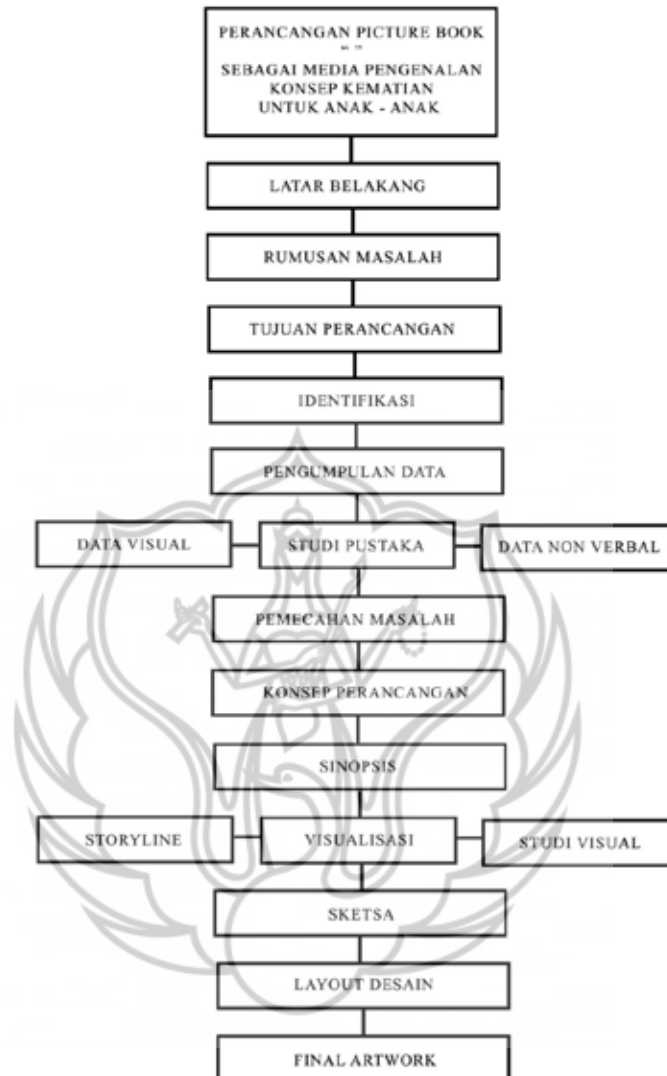 PERANCANGAN PICTURE BOOK
" "
SEBAGAI MEDIA PENGENALAN
KONSEP KEMATIAN
UNTUK ANAK - ANAK
LATAR BELAKANG
RUMUSAN MASALAH
TUJUAN PERANCANGAN
IDENTIFIKASI
PENGUMPULAN DATA
DATA VISUAL
STUDI PUSTAKA
DATA NON VERBAL
PEMECAHAN MASALAH
KONSEP PERANCANGAN
SINOPSIS
STORYLINE
VISUALISASI
STUDI VISUAL
SKETSA
LAYOUT DESAIN
FINAL ARTWORK